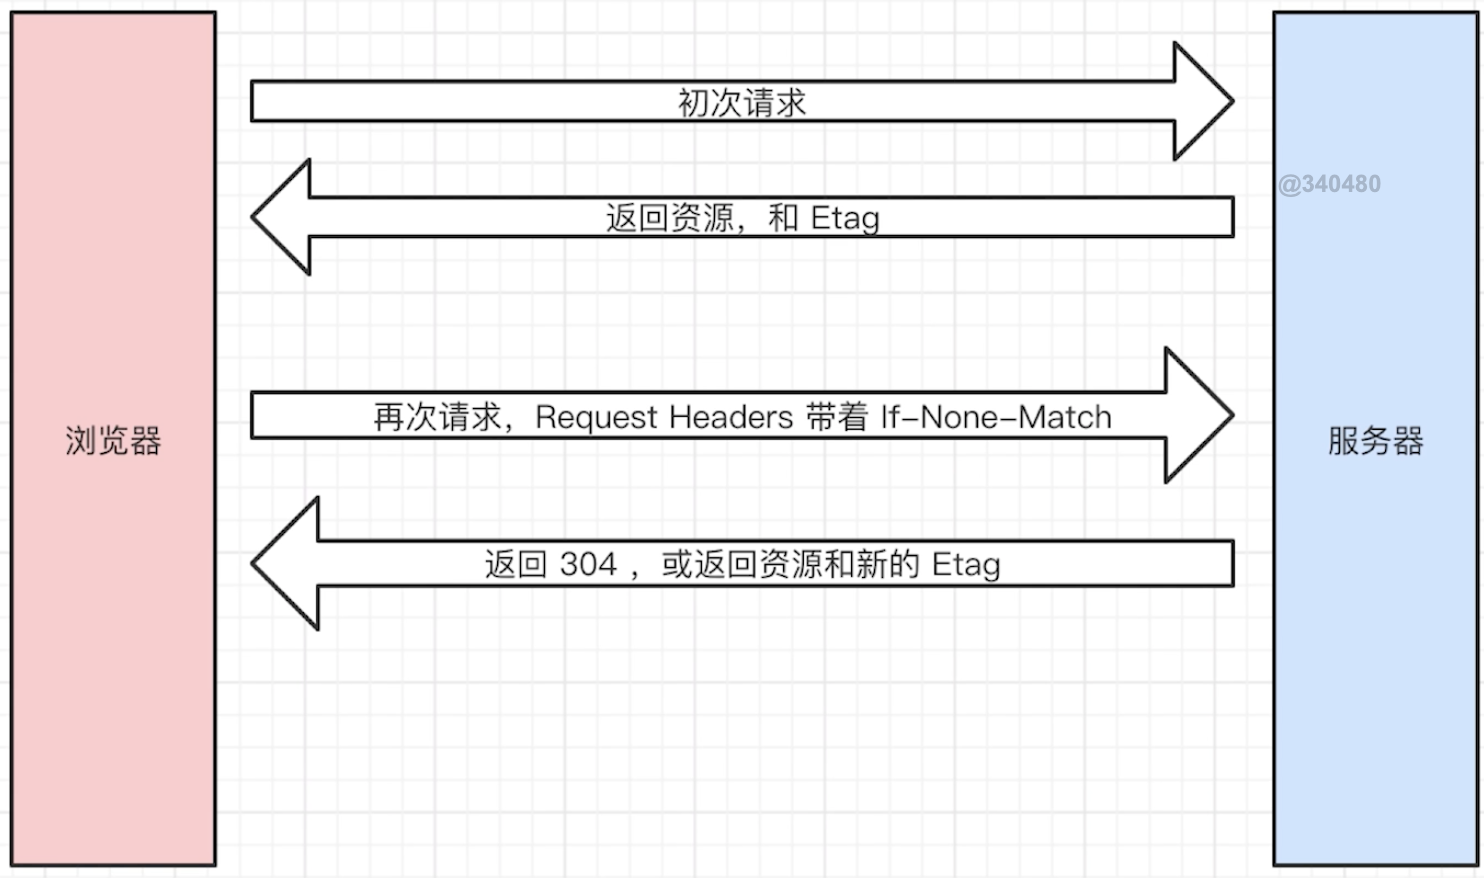 初次请求
@340480
返回资源，和 Etag
再次请求，Request Headers 带着 If-None-Match
浏览器
服务器
返回 304 ，或返回资源和新的 Etag